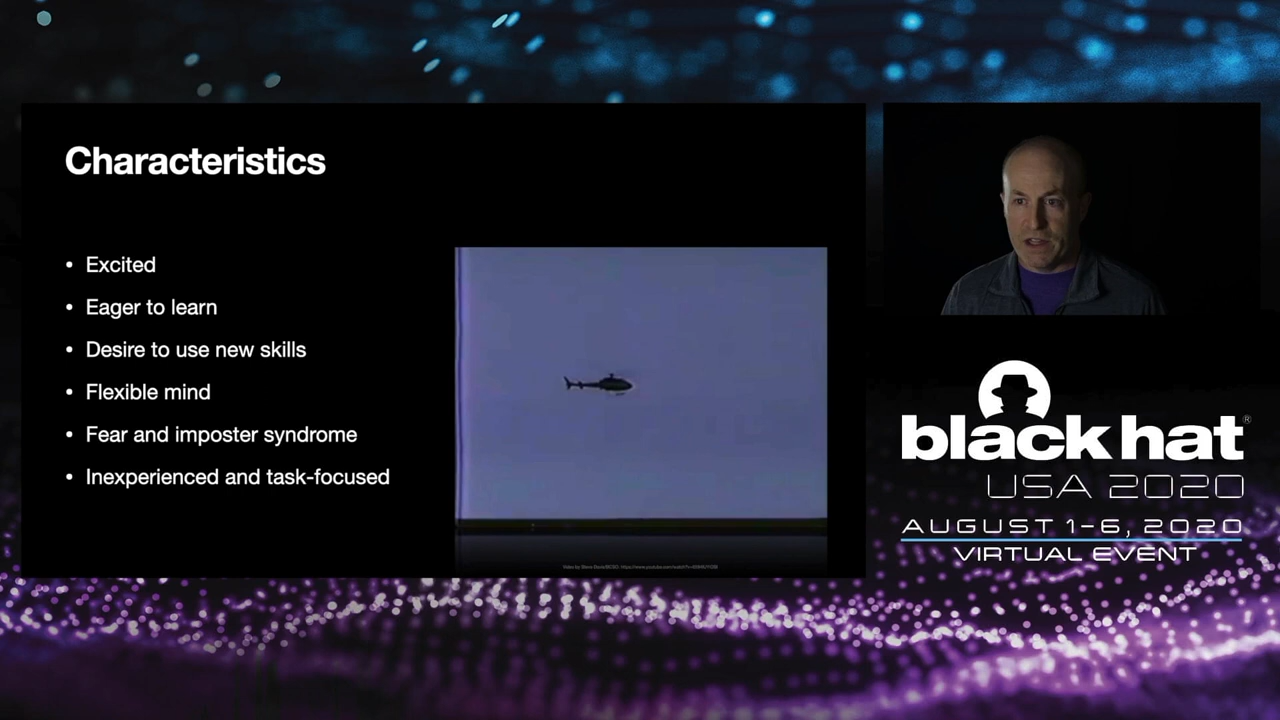 Characteristics
• Excited
• Eager to learn
• Desire to use new skills
• Flexible mind
• Fear and imposter syndrome
• Inexperienced and task-focused
black hat®
USA 2020
AUGUST 1-6, 2020
VIRTUAL EVENT